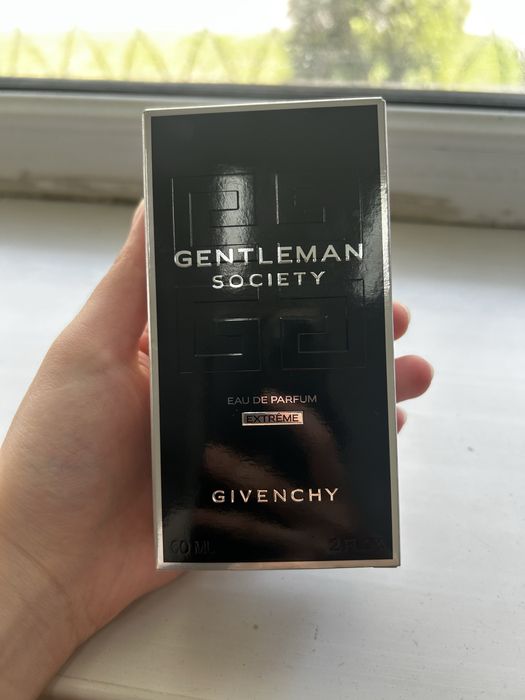 GENTLEMAN
SOCIETY
EAU DE PARFUM
EXTRÊME
GIVENCHY
60 ML 2 FL.